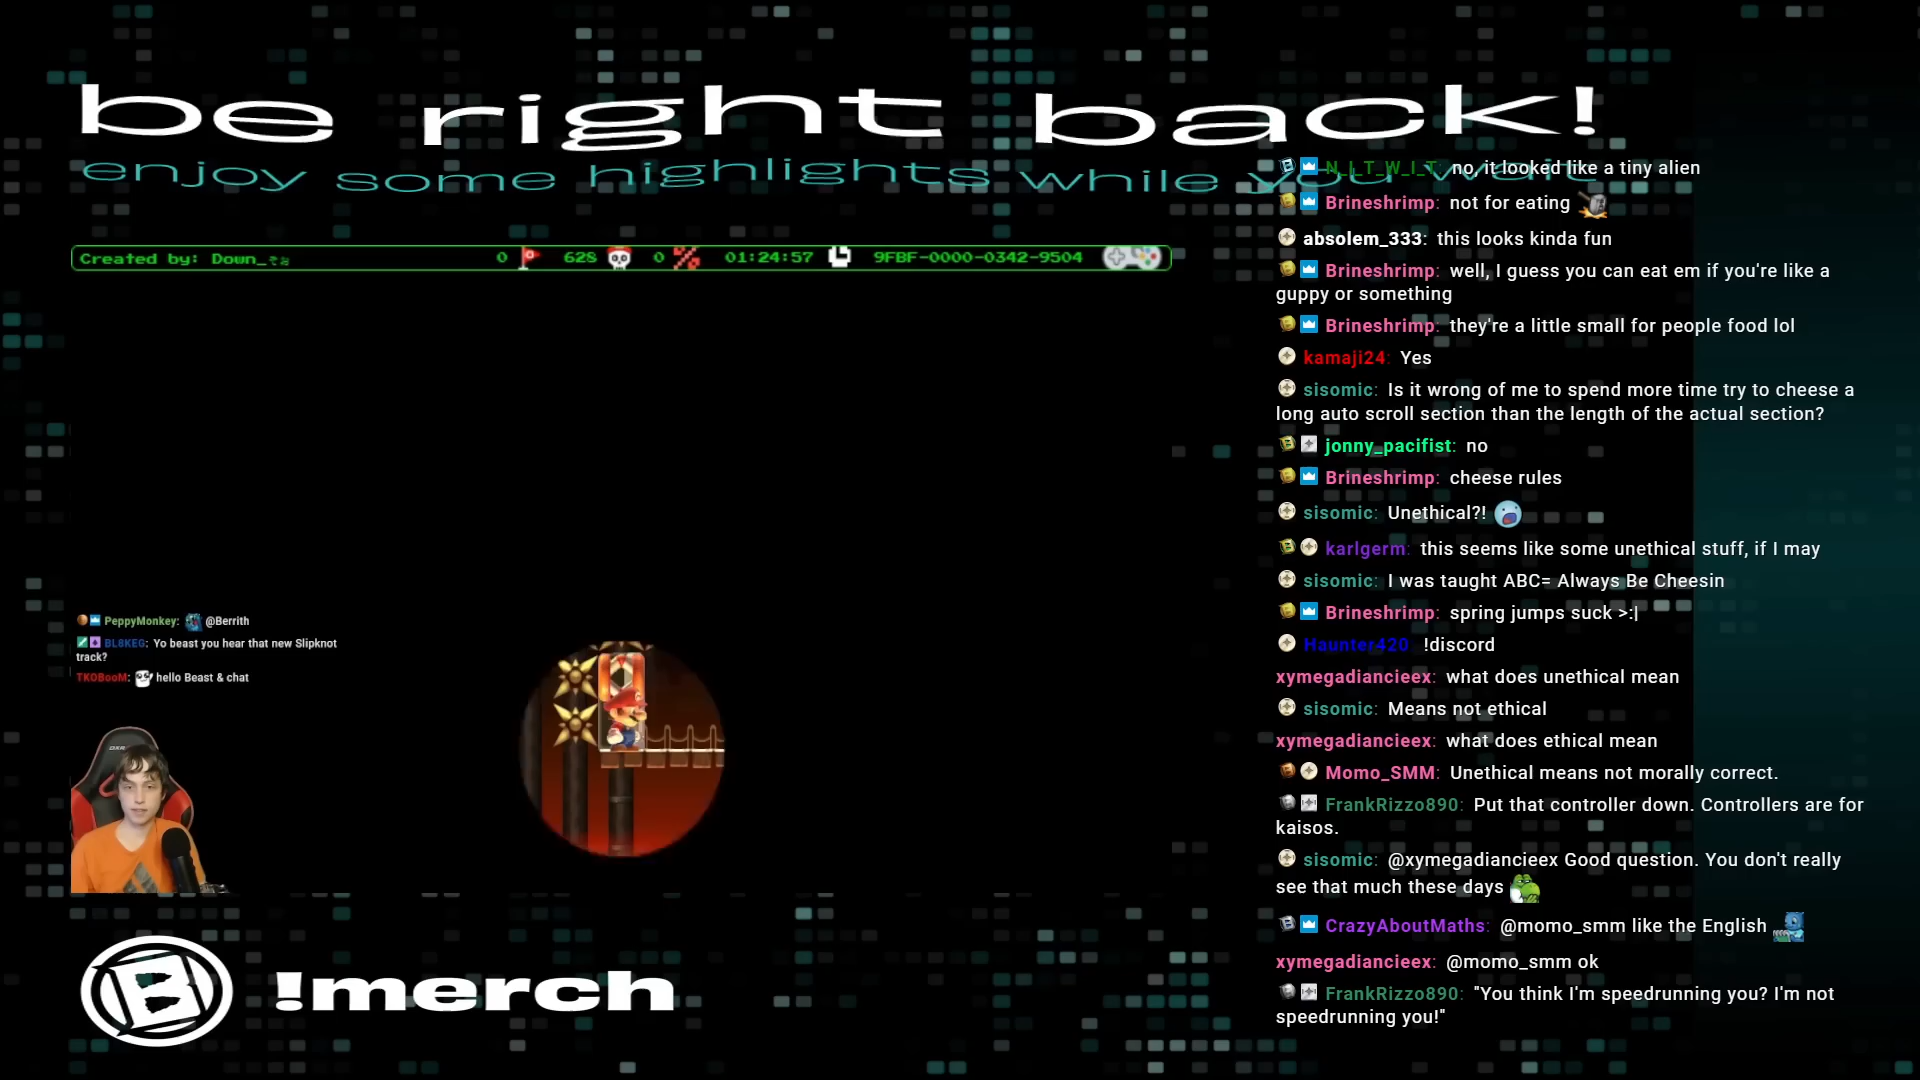 be right back!
enjoy some highlights while you wait
Created by: Down_
0
628
0
01:24:57
9FBF-0000-0342-9504
PeppyMonkey: @Berrith
BL8KEG: Yo beast you hear that new Slipknot
track?
TKOBooM: hello Beast & chat
B
!merch
N_I_T_W_I_T: no, it looked like a tiny alien
Brineshrimp: not for eating
absolem_333: this looks kinda fun
Brineshrimp: well, I guess you can eat em if you're like a
guppy or something
Brineshrimp: they're a little small for people food lol
kamaji24: Yes
sisomic: Is it wrong of me to spend more time try to cheese a
long auto scroll section than the length of the actual section?
jonny_pacifist: no
Brineshrimp: cheese rules
sisomic: Unethical?!
karlgerm: this seems like some unethical stuff, if I may
sisomic: I was taught ABC= Always Be Cheesin
Brineshrimp: spring jumps suck >:|
Haunter420 !discord
xymegadiancieex: what does unethical mean
sisomic: Means not ethical
xymegadiancieex: what does ethical mean
Momo_SMM: Unethical means not morally correct.
FrankRizzo890: Put that controller down. Controllers are for
kaisos.
sisomic: @xymegadiancieex Good question. You don't really
see that much these days
CrazyAboutMaths: @momo_smm like the English
xymegadiancieex: @momo_smm ok
FrankRizzo890: "You think I'm speedrunning you? I'm not
speedrunning you!"